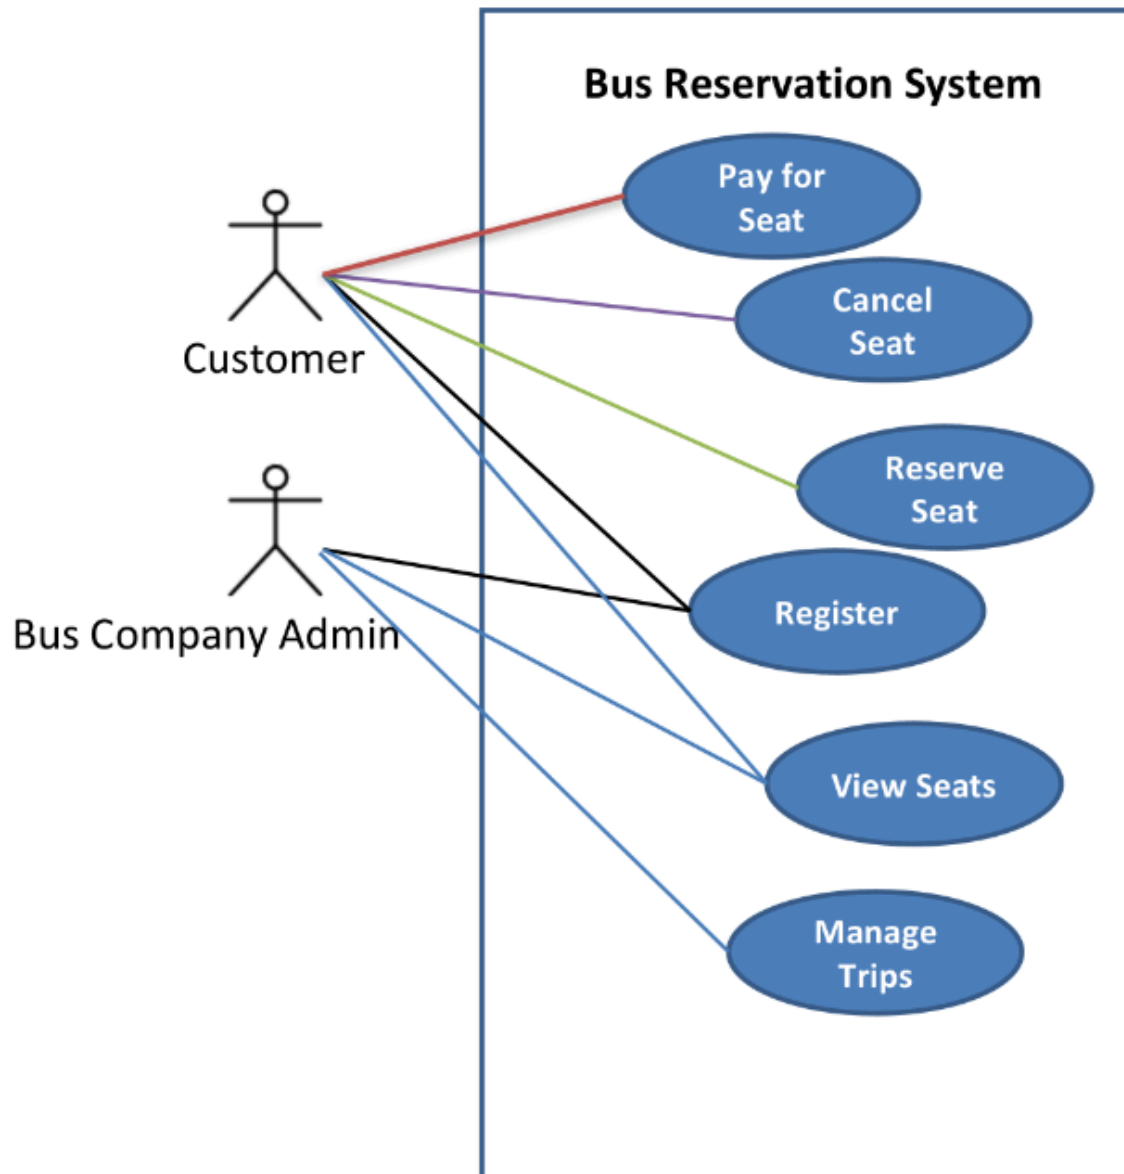 Bus Reservation System
Pay for
Seat
Cancel
Seat
Customer
Reserve
Seat
Register
Bus Company Admin
View Seats
Manage
Trips